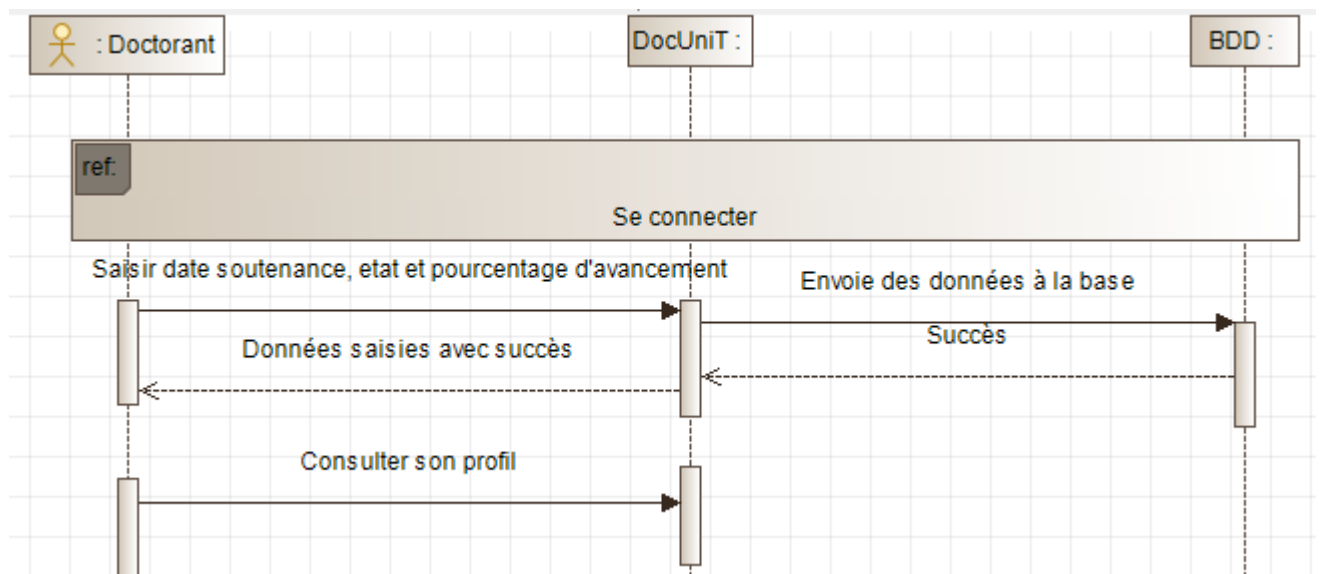 : Doctorant
DocUniT :
BDD :
ref:
Se connecter
Saisir date soutenance, etat et pourcentage d'avancement
Envoie des données à la base
Succès
Données saisies avec succès
Consulter son profil